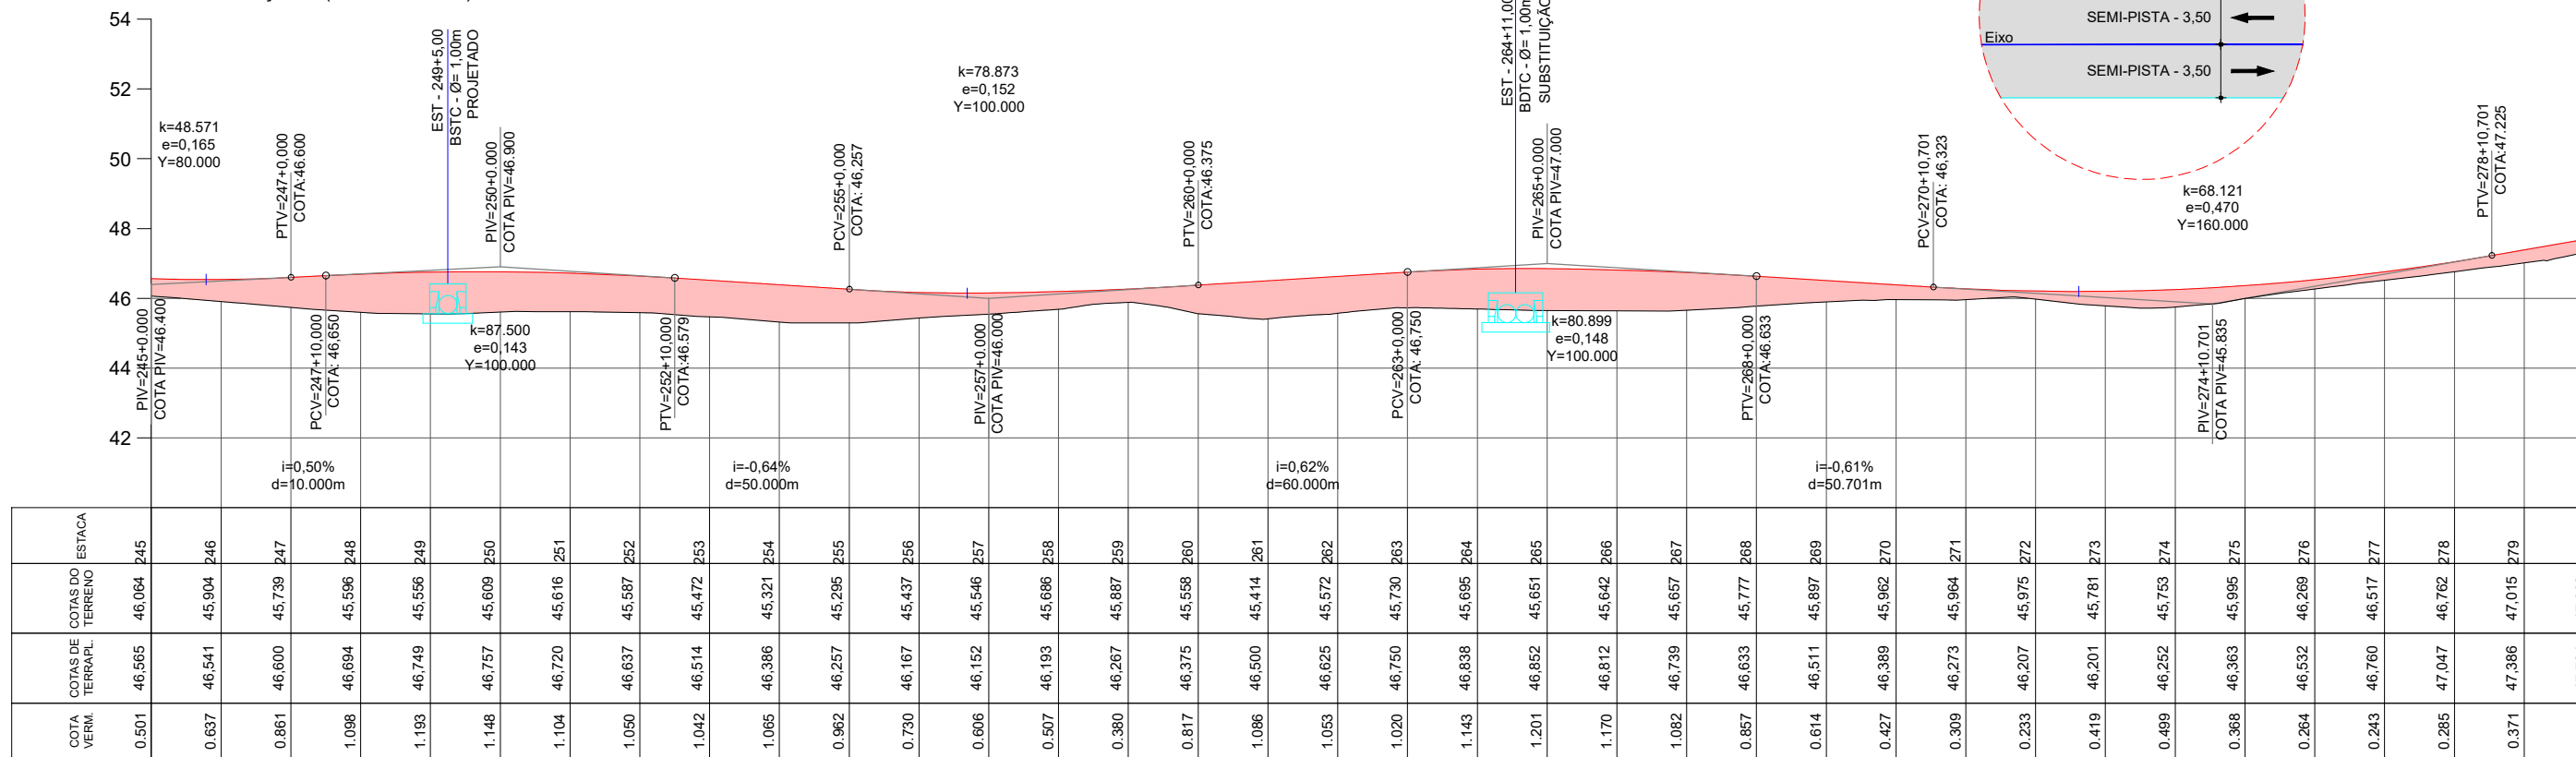 54
52
50
48
46
44
42
k=48.571
e=0,165
Y=80.000
PTV=247+0,000
COTA:46.600
EST - 249+5,00
BSTC - Ø= 1,00m
PROJETADO
PIV=250+0.000
COTA PIV=46.900
k=78.873
e=0,152
Y=100.000
PCV=255+0,000
COTA: 46,257
PTV=260+0,000
COTA:46.375
EST - 264+11,00
BDTC - Ø= 1,00m
SUBSTITUIÇÃO
PIV=265+0.000
COTA PIV=47.000
PCV=270+10,701
COTA: 46,323
SEMI-PISTA - 3,50
Eixo
SEMI-PISTA - 3,50
k=68.121
e=0,470
Y=160.000
PTV=278+10,701
COTA:47.225
PIV=245+0.000
COTA PIV=46.400
PCV=247+10,000
COTA: 46,650
k=87.500
e=0,143
Y=100.000
PTV=252+10,000
COTA:46.579
PIV=257+0.000
COTA PIV=46.000
PCV=263+0,000
COTA: 46,750
k=80.899
e=0,148
Y=100.000
PTV=268+0,000
COTA:46.633
PIV=274+10.701
COTA PIV=45.835
i=0,50%
d=10.000m
i=-0,64%
d=50.000m
i=0,62%
d=60.000m
i=-0,61%
d=50.701m
ESTACA 245 246 247 248 249 250 251 252 253 254 255 256 257 258 259 260 261 262 263 264 265 266 267 268 269 270 271 272 273 274 275 276 277 278 279
COTAS DO
TERRENO 46,064 45,904 45,739 45,596 45,556 45,609 45,616 45,587 45,472 45,321 45,295 45,437 45,546 45,686 45,887 45,558 45,414 45,572 45,730 45,695 45,651 45,642 45,657 45,777 45,897 45,962 45,964 45,975 45,781 45,753 45,995 46,269 46,517 46,762 47,015
COTAS DE
TERRAPL. 46,565 46,541 46,600 46,694 46,749 46,757 46,720 46,637 46,514 46,386 46,257 46,167 46,152 46,193 46,267 46,375 46,500 46,625 46,750 46,838 46,852 46,812 46,739 46,633 46,511 46,389 46,273 46,207 46,201 46,252 46,363 46,532 46,760 47,047 47,386
COTA
VERM. 0.501 0.637 0.861 1.098 1.193 1.148 1.104 1.050 1.042 1.065 0.962 0.730 0.606 0.507 0.380 0.817 1.086 1.053 1.020 1.143 1.201 1.170 1.082 0.857 0.614 0.427 0.309 0.233 0.419 0.499 0.368 0.264 0.243 0.285 0.371